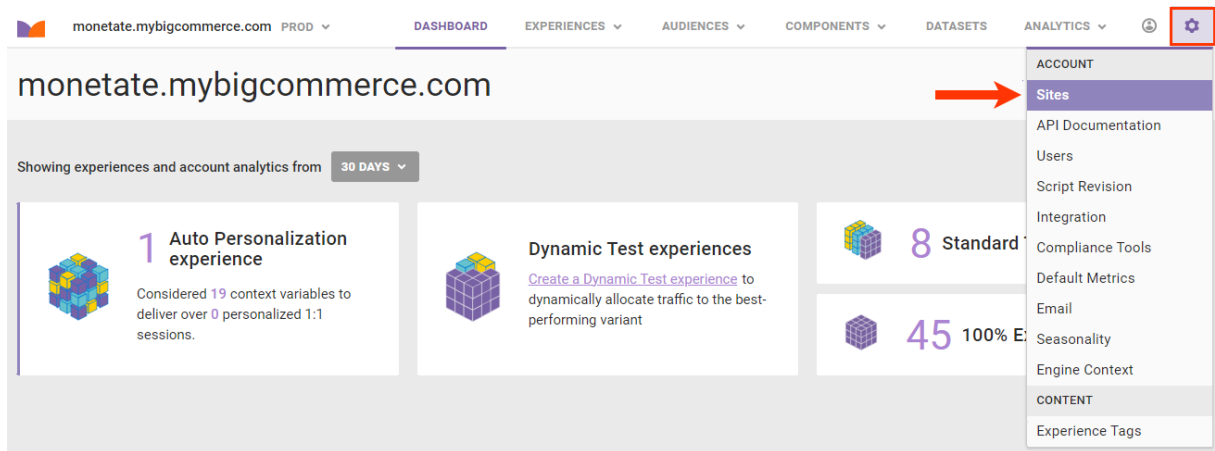 monetate.mybigcommerce.com PROD
DASHBOARD
EXPERIENCES
AUDIENCES
COMPONENTS
DATASETS
ANALYTICS
monetate.mybigcommerce.com
Showing experiences and account analytics from 30 DAYS
1 Auto Personalization
experience
Considered 19 context variables to
deliver over 0 personalized 1:1
sessions.
Dynamic Test experiences
Create a Dynamic Test experience to
dynamically allocate traffic to the best-
performing variant
8 Standard
45 100%
ACCOUNT
Sites
API Documentation
Users
Script Revision
Integration
Compliance Tools
Default Metrics
Email
Seasonality
Engine Context
CONTENT
Experience Tags